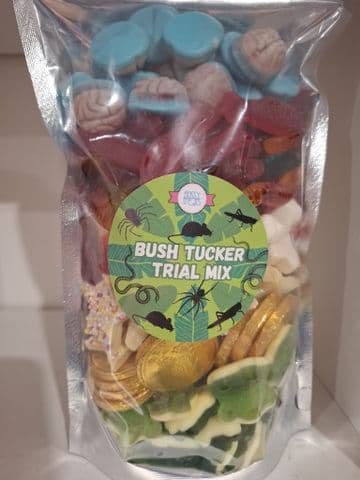 BUSH TUCKER
TRIAL MIX